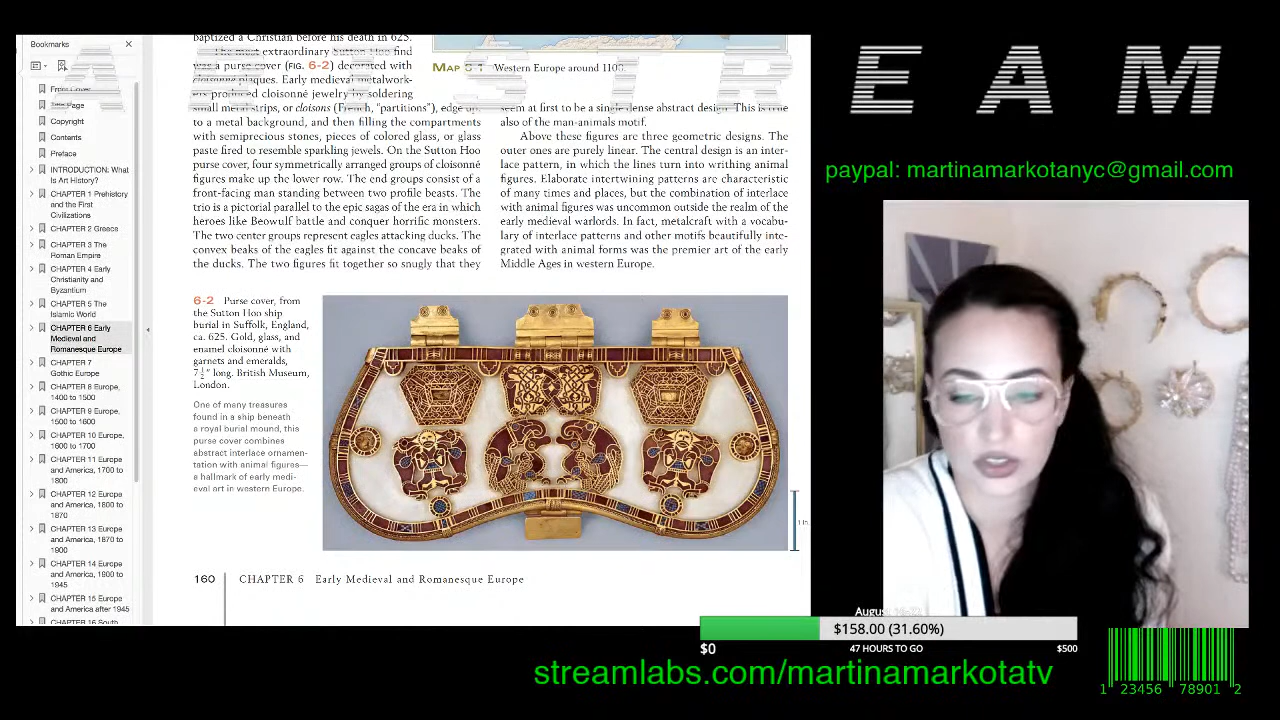 E A M
paypal: martinamarkotanyc@gmail.com
Bookmarks
Front Cover
Title Page
Copyright
Contents
Preface
INTRODUCTION: What
Is Art History?
CHAPTER 1 Prehistory
and the First
Civilizations
CHAPTER 2 Greece
CHAPTER 3 The
Roman Empire
CHAPTER 4 Early
Christianity and
Byzantium
CHAPTER 5 The
Islamic World
CHAPTER 6 Early
Medieval and
Romanesque Europe
CHAPTER 7
Gothic Europe
CHAPTER 8 Europe,
1400 to 1500
CHAPTER 9 Europe,
1500 to 1600
CHAPTER 10 Europe,
1600 to 1700
CHAPTER 11 Europe
and America, 1700 to
1800
CHAPTER 12 Europe
and America, 1800 to
1870
CHAPTER 13 Europe
and America, 1870 to
1900
CHAPTER 14 Europe
and America, 1900 to
1945
CHAPTER 15 Europe
and America after 1945
CHAPTER 16 South
baptized a Christian before his death in 625.
The most extraordinary Sutton Hoo find
was a purse cover (FIG. 6-2) decorated with
cloisonné plaques. Early medieval metalwork-
ers produced cloisonné jewelry by soldering
small metal strips, or cloisons (French, "partitions"), edge up,
to a metal background, and then filling the compartments
with semiprecious stones, pieces of colored glass, or glass
paste fired to resemble sparkling jewels. On the Sutton Hoo
purse cover, four symmetrically arranged groups of cloisonné
figures make up the lower row. The end groups consist of a
front-facing man standing between two profile beasts. The
trio is a pictorial parallel to the epic sagas of the era in which
heroes like Beowulf battle and conquer horrific monsters.
The two center groups represent eagles attacking ducks. The
convex beaks of the eagles fit against the concave beaks of
the ducks. The two figures fit together so snugly that they
Western Europe around 1100
seem at first to be a single dense abstract design. This is true
also of the man-animals motif.
Above these figures are three geometric designs. The
outer ones are purely linear. The central design is an inter-
lace pattern, in which the lines turn into writhing animal
figures. Elaborate intertwining patterns are characteristic
of many times and places, but the combination of interlace
with animal figures was uncommon outside the realm of the
early medieval warlords. In fact, metalcraft with a vocabu-
lary of interlace patterns and other motifs beautifully inte-
grated with animal forms was the premier art of the early
Middle Ages in western Europe.
6-2 Purse cover, from
the Sutton Hoo ship
burial in Suffolk, England,
ca. 625. Gold, glass, and
enamel cloisonné with
garnets and emeralds,
7 1/2" long. British Museum,
London.
One of many treasures
found in a ship beneath
a royal burial mound, this
purse cover combines
abstract interlace ornamen-
tation with animal figures—
a hallmark of early medi-
eval art in western Europe.
1 in.
160 CHAPTER 6 Early Medieval and Romanesque Europe
$158.00 (31.60%)
$0 47 HOURS TO GO $500
streamlabs.com/martinamarkotatv
1 23456 78901 2